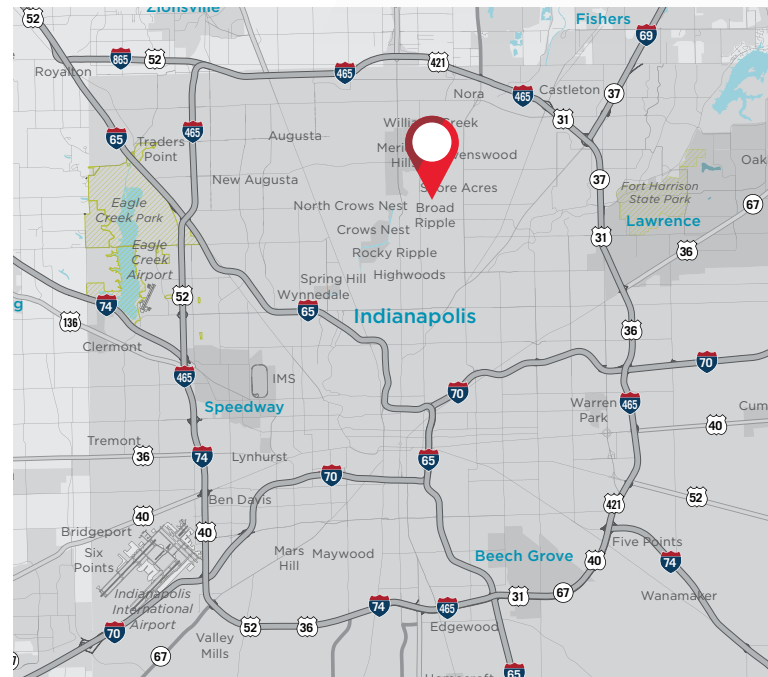 Zionsville
52
Fishers
69
865
52
421
465
Royalton
465
Castleton
Nora
37
31
465
65
Augusta
Traders
Point
New Augusta
Oak
37
Fort Harrison
State Park
Shore Acres
67
Eagle
Creek Park
North Crows Nest
Broad
Ripple
Lawrence
Crows Nest
31
36
Eagle
Creek
Airport
Rocky Ripple
Highwoods
Spring Hill
Wynnedale
52
74
65
g
136
Indianapolis
36
Clermont
70
465
IMS
70
Speedway
Warren
Park
465
Cum
40
Tremont
36
74
Lynhurst
65
70
Ben Davis
52
421
40
40
Bridgeport
Six
Points
Mars
Hill
Maywood
Beech Grove
Five Points
40
74
Indianapolis
International
Airport
31
67
Wanamaker
74
465
70
52
36
Edgewood
Valley
Mills
67
65